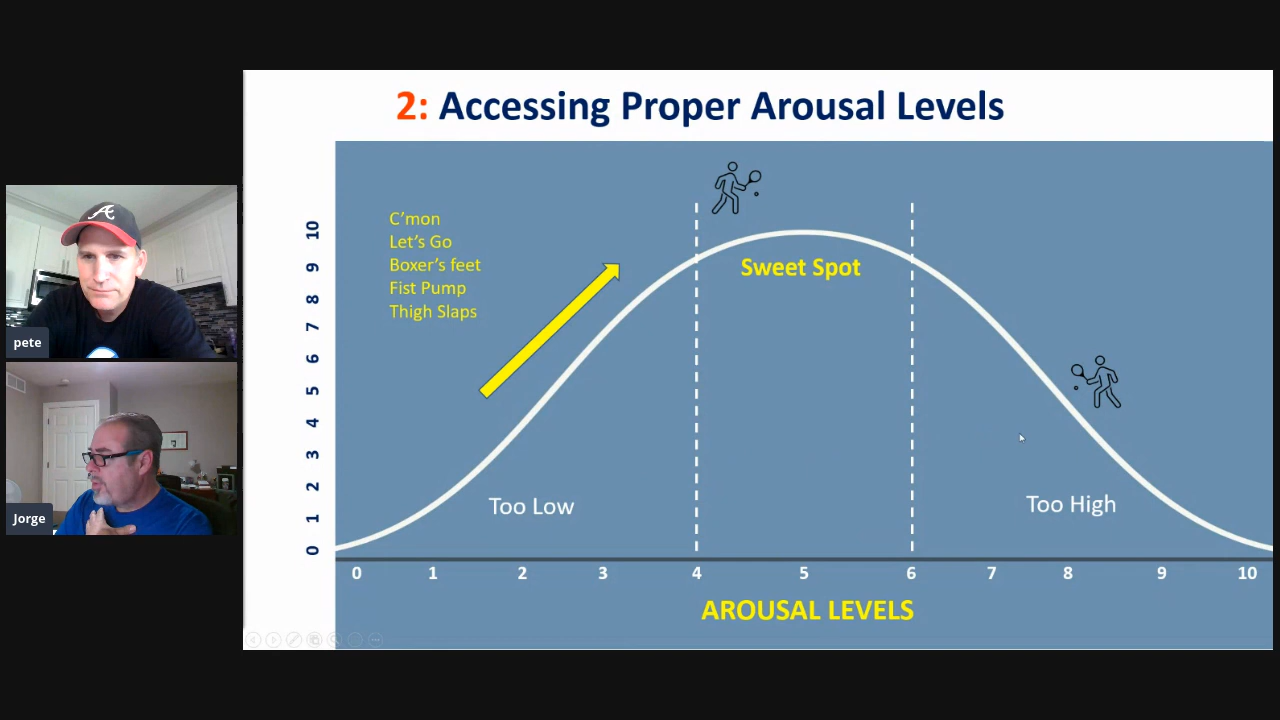 2: Accessing Proper Arousal Levels
C’mon
Let’s Go
Boxer’s feet
Fist Pump
Thigh Slaps
Sweet Spot
Too Low
Too High
10
9
8
7
6
5
4
3
2
1
0
0 1 2 3 4 5 6 7 8 9 10
AROUSAL LEVELS
A
pete
Jorge